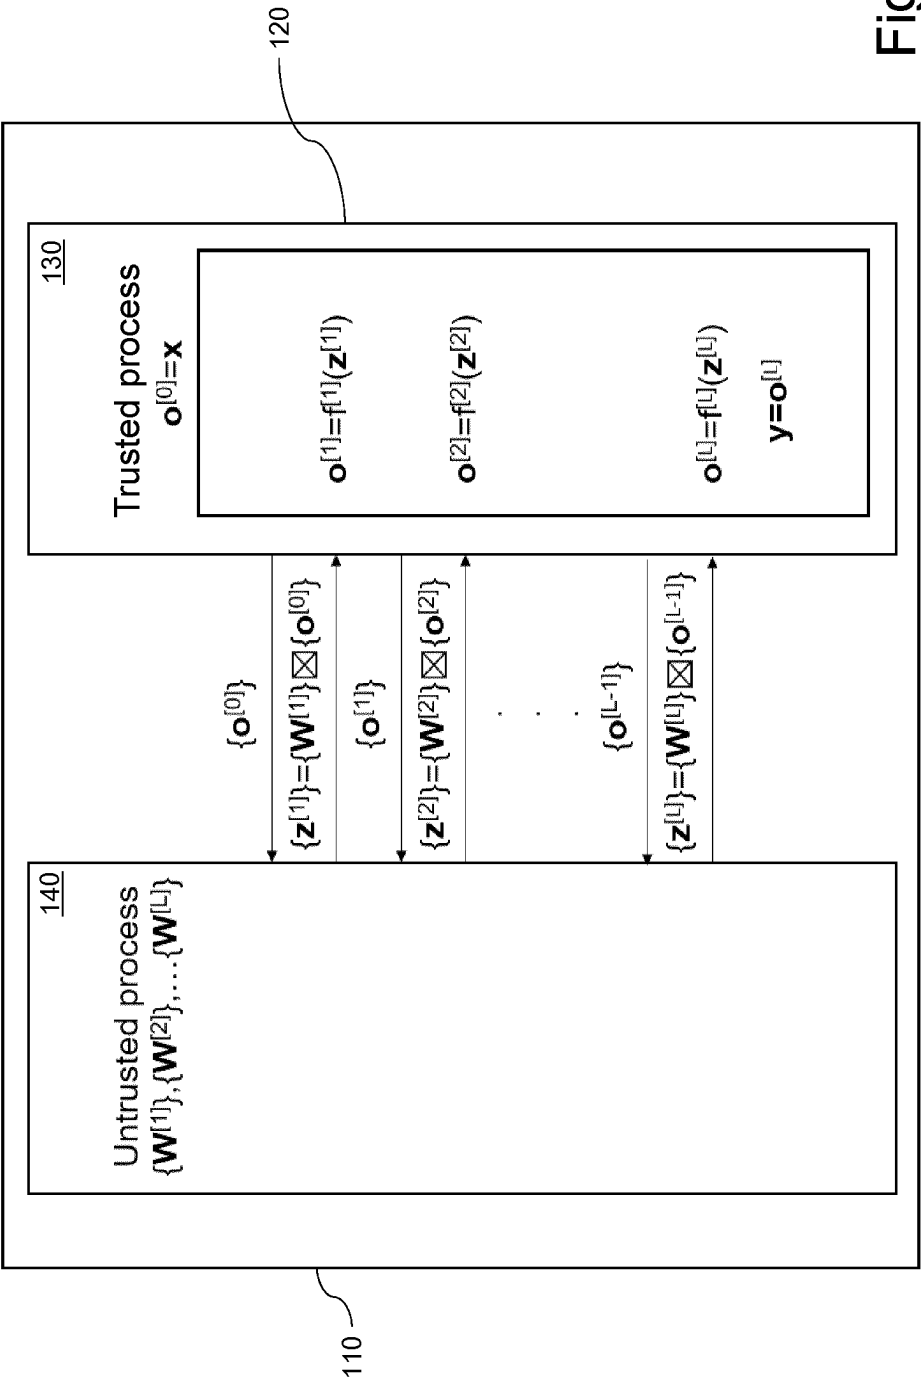 110
120
140
Untrusted process
{W^[1]},{W^[2]},...{W^[L]}
130
Trusted process
o^[0]=x
{o^[0]}
{z^[1]}={W^[1]}⊠{o^[0]}
o^[1]=f^[1](z^[1])
{o^[1]}
{z^[2]}={W^[2]}⊠{o^[2]}
o^[2]=f^[2](z^[2])
. . .
{o^[L-1]}
{z^[L]}={W^[L]}⊠{o^[L-1]}
o^[L]=f^[L](z^[L])
y=o^[L]
Fig